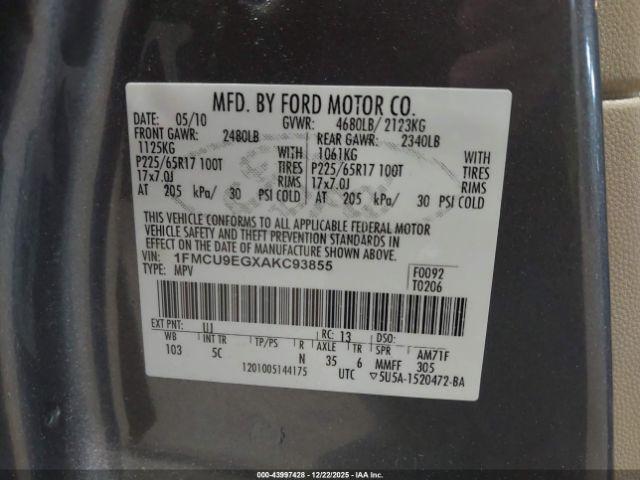 MFD. BY FORD MOTOR CO.
DATE: 05/10 GVWR: 4680LB/ 2123KG
FRONT GAWR: 2480LB REAR GAWR: 2340LB
1125KG WITH 1061KG WITH
P225/65R17 100T TIRES P225/65R17 100T TIRES
17x7.0J RIMS 17x7.0J RIMS
AT 205 kPa/ 30 PSI COLD AT 205 kPa/ 30 PSI COLD
THIS VEHICLE CONFORMS TO ALL APPLICABLE FEDERAL MOTOR
VEHICLE SAFETY AND THEFT PREVENTION STANDARDS IN
EFFECT ON THE DATE OF MANUFACTURE SHOWN ABOVE.
VIN: 1FMCU9EGXAKC93855
TYPE: MPV
F0092
T0206
EXT PNT: UJ RC: 13 DSO:
WB INT TR TP/PS R AXLE TR SPR AM71F
103 5C N 35 6 MMFF 305
1201005144175 UTC ▽5U5A-1520472-BA
Stock: 000-43997428 | 12/22/2025 | IAA Inc.